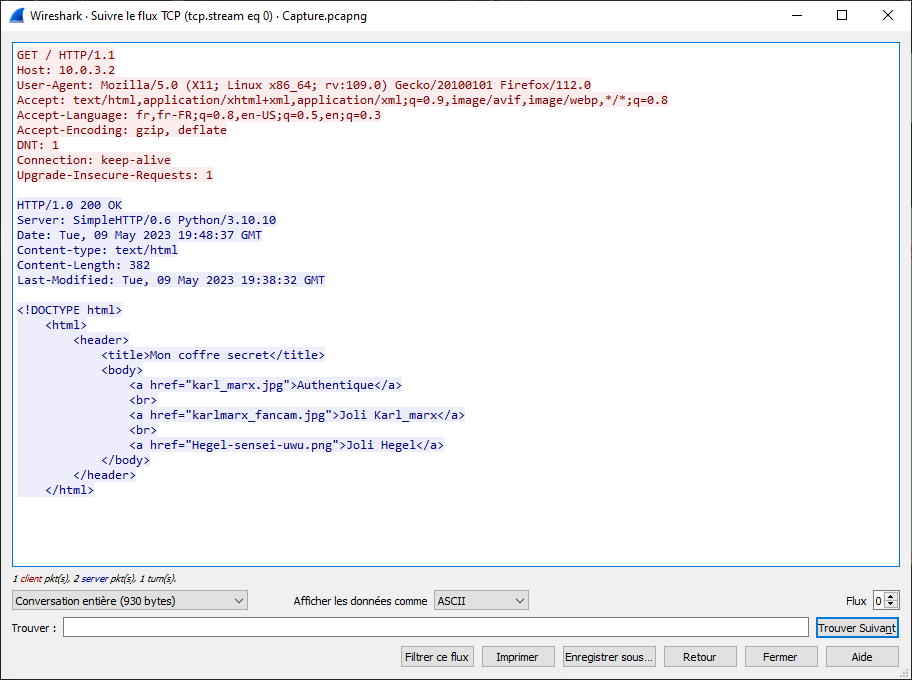 Wireshark · Suivre le flux TCP (tcp.stream eq 0) · Capture.pcapng
GET / HTTP/1.1
Host: 10.0.3.2
User-Agent: Mozilla/5.0 (X11; Linux x86_64; rv:109.0) Gecko/20100101 Firefox/112.0
Accept: text/html,application/xhtml+xml,application/xml;q=0.9,image/avif,image/webp,*/*;q=0.8
Accept-Language: fr,fr-FR;q=0.8,en-US;q=0.5,en;q=0.3
Accept-Encoding: gzip, deflate
DNT: 1
Connection: keep-alive
Upgrade-Insecure-Requests: 1
HTTP/1.0 200 OK
Server: SimpleHTTP/0.6 Python/3.10.10
Date: Tue, 09 May 2023 19:48:37 GMT
Content-type: text/html
Content-Length: 382
Last-Modified: Tue, 09 May 2023 19:38:32 GMT
<!DOCTYPE html>
<html>
<header>
<title>Mon coffre secret</title>
<body>
<a href="karl_marx.jpg">Authentique</a>
<br>
<a href="karlmarx_fancam.jpg">Joli Karl_marx</a>
<br>
<a href="Hegel-sensei-uwu.png">Joli Hegel</a>
</body>
</header>
</html>
1 client pkt(s), 2 server pkt(s), 1 turn(s).
Conversation entière (930 bytes) Afficher les données comme ASCII Flux 0
Trouver : Trouver Suivant
Filtrer ce flux Imprimer Enregistrer sous... Retour Fermer Aide